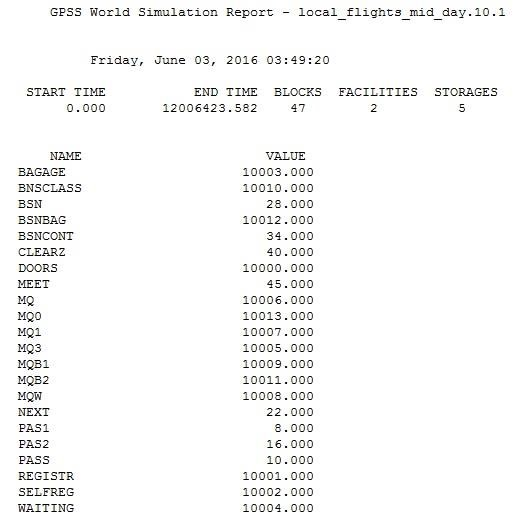 GPSS World Simulation Report - local_flights_mid_day.10.1
Friday, June 03, 2016 03:49:20
START TIME END TIME BLOCKS FACILITIES STORAGES
0.000 12006423.582 47 2 5
NAME VALUE
BAGAGE 10003.000
BNSCLASS 10010.000
BSN 28.000
BSNBAG 10012.000
BSNCONT 34.000
CLEARZ 40.000
DOORS 10000.000
MEET 45.000
MQ 10006.000
MQ0 10013.000
MQ1 10007.000
MQ3 10005.000
MQB1 10009.000
MQB2 10011.000
MQW 10008.000
NEXT 22.000
PAS1 8.000
PAS2 16.000
PASS 10.000
REGISTR 10001.000
SELFREG 10002.000
WAITING 10004.000